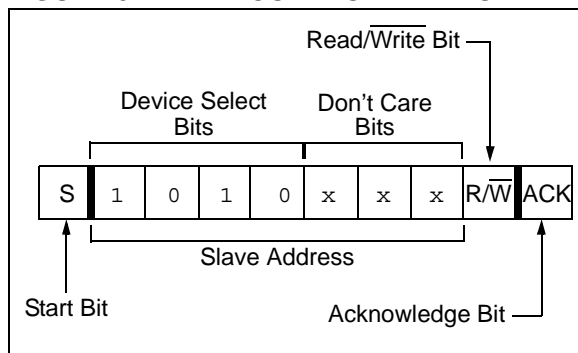 Read/Write Bit
Device Select Bits
Don't Care Bits
S 1 0 1 0 x x x R/W ACK
Slave Address
Start Bit
Acknowledge Bit